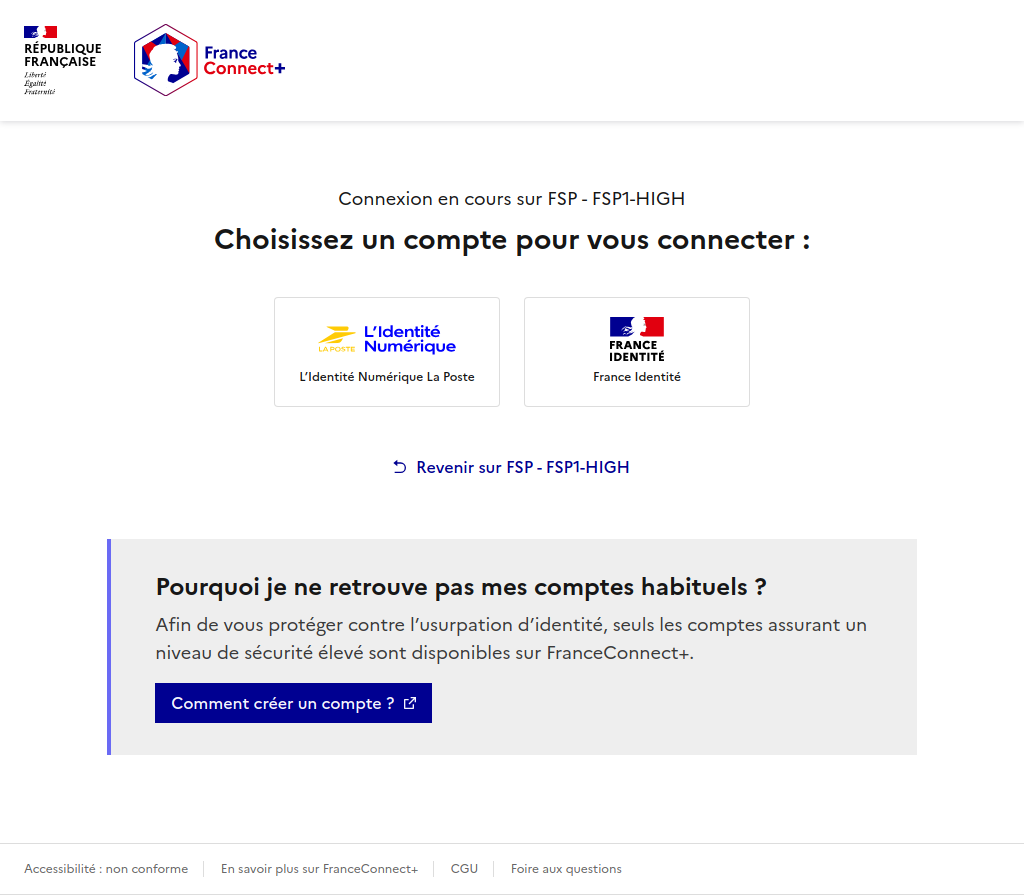 RÉPUBLIQUE
FRANÇAISE
Liberté
Égalité
Fraternité
France
Connect+
Connexion en cours sur FSP - FSP1-HIGH
Choisissez un compte pour vous connecter :
LA POSTE
L’Identité
Numérique
L’Identité Numérique La Poste
FRANCE
IDENTITÉ
France Identité
Revenir sur FSP - FSP1-HIGH
Pourquoi je ne retrouve pas mes comptes habituels ?
Afin de vous protéger contre l’usurpation d’identité, seuls les comptes assurant un
niveau de sécurité élevé sont disponibles sur FranceConnect+.
Comment créer un compte ?
Accessibilité : non conforme
En savoir plus sur FranceConnect+
CGU
Foire aux questions